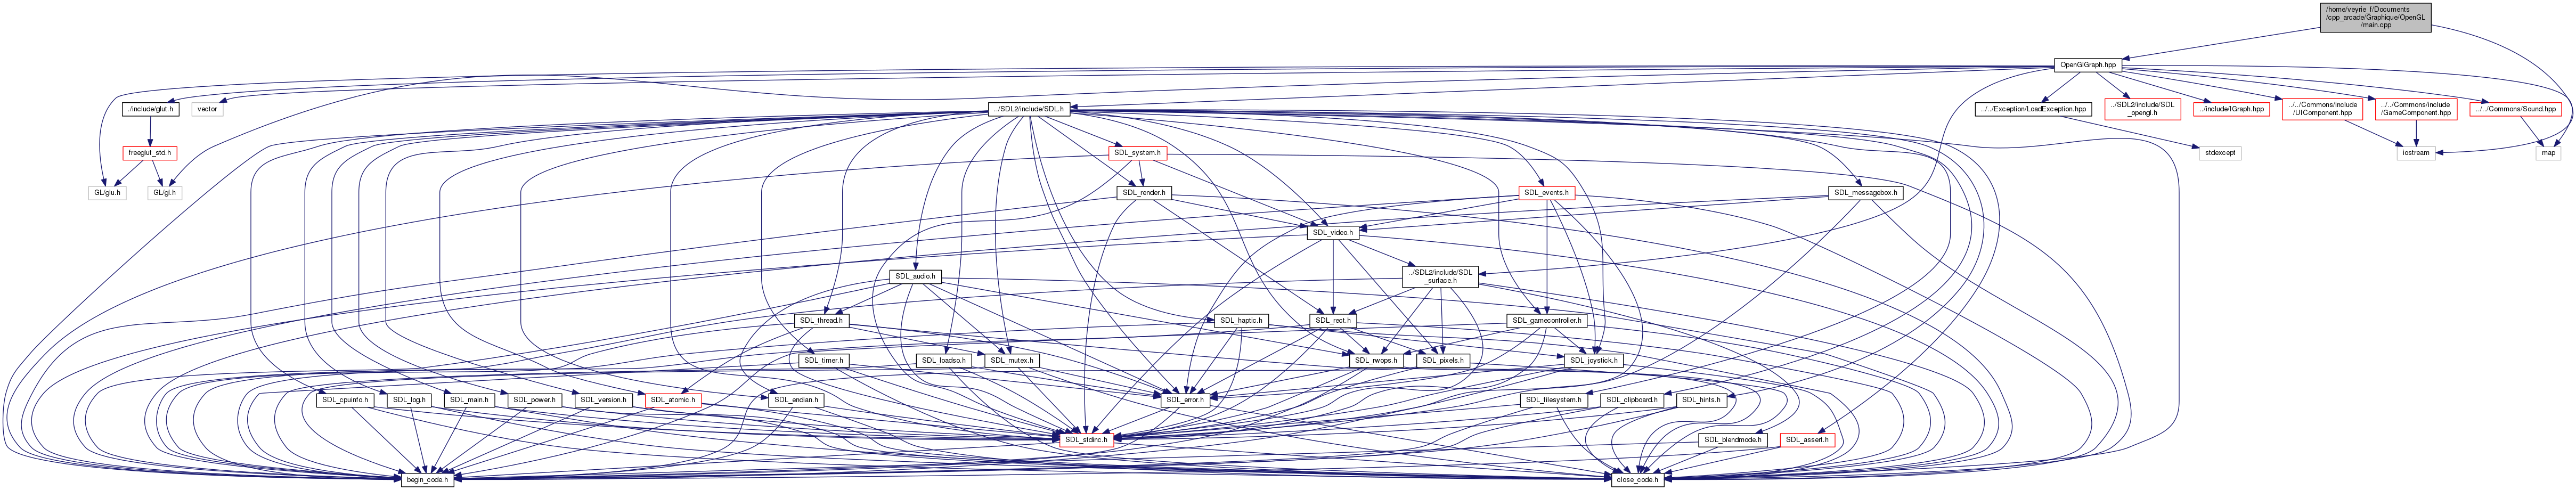 /home/veyrie_f/Documents
/cpp_arcade/Graphique/OpenGL
/main.cpp
OpenGlGraph.hpp
./include/glut.h
vector
../SDL2/include/SDL.h
../../Exception/LoadException.hpp
../SDL2/include/SDL
_opengl.h
../include/IGraph.hpp
../../Commons/include
/UIComponent.hpp
../../Commons/include
/GameComponent.hpp
../../Commons/Sound.hpp
freeglut_std.h
SDL_system.h
stdexcept
iostream
map
GL/glu.h
GL/gl.h
SDL_render.h
SDL_events.h
SDL_messagebox.h
SDL_video.h
SDL_audio.h
../SDL2/include/SDL
_surface.h
SDL_thread.h
SDL_haptic.h
SDL_rect.h
SDL_gamecontroller.h
SDL_timer.h
SDL_loadso.h
SDL_mutex.h
SDL_rwops.h
SDL_pixels.h
SDL_joystick.h
SDL_cpuinfo.h
SDL_log.h
SDL_main.h
SDL_power.h
SDL_version.h
SDL_atomic.h
SDL_endian.h
SDL_error.h
SDL_filesystem.h
SDL_clipboard.h
SDL_hints.h
SDL_stdinc.h
SDL_blendmode.h
SDL_assert.h
begin_code.h
close_code.h